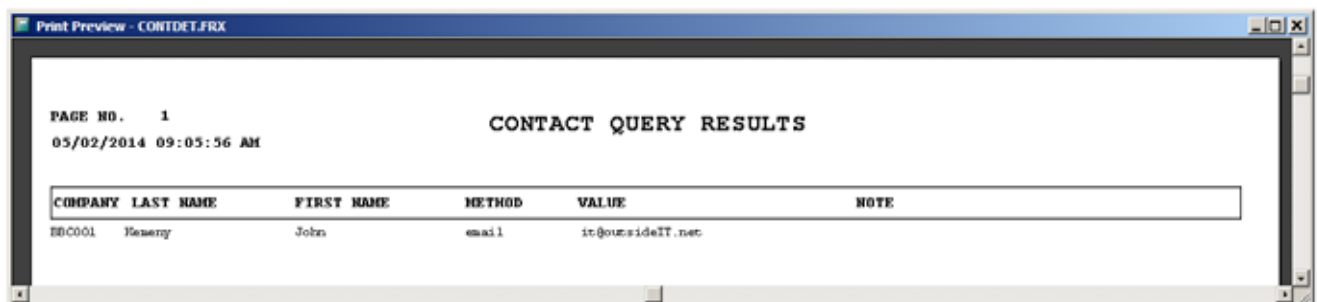 Print Preview - CONTDET.FRX
PAGE NO. 1
CONTACT QUERY RESULTS
05/02/2014 09:05:56 AM
COMPANY LAST NAME FIRST NAME METHOD VALUE NOTE
BBC001 Kemeny John email it@outsideIT.net